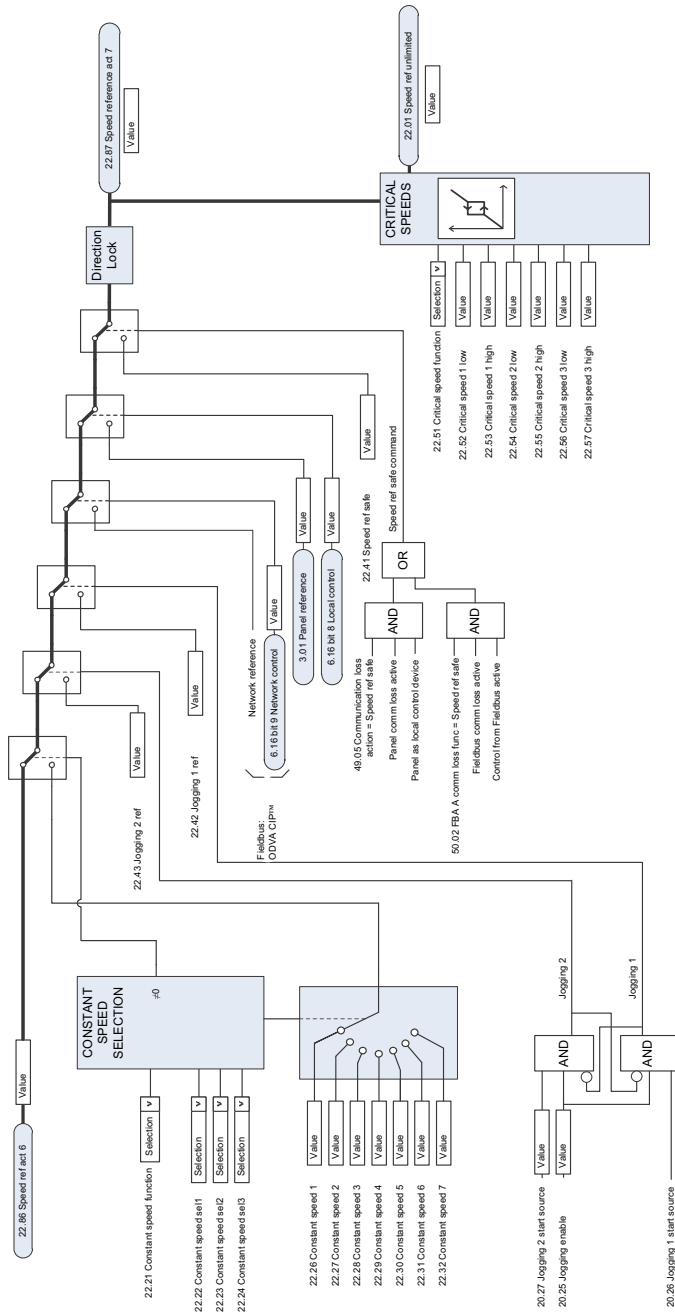 22.86 Speed ref act 6
Value
22.21 Constant speed function
Selection
v
22.22 Constant speed sel1
Selection
v
22.23 Constant speed sel2
Selection
v
22.24 Constant speed sel3
Selection
v
CONSTANT
SPEED
SELECTION
≠0
22.26 Constant speed 1
Value
22.27 Constant speed 2
Value
22.28 Constant speed 3
Value
22.29 Constant speed 4
Value
22.30 Constant speed 5
Value
22.31 Constant speed 6
Value
22.32 Constant speed 7
Value
20.27 Jogging 2 start source
Value
20.25 Jogging enable
Value
20.26 Jogging 1 start source
AND
AND
Jogging 2
Jogging 1
22.43 Jogging 2 ref
Value
22.42 Jogging 1 ref
Value
Fieldbus:
ODVA CIP™
Network reference
6.16 bit 9 Network control
Value
3.01 Panel reference
Value
6.16 bit 8 Local control
Value
22.41 Speed ref safe
Value
49.05 Communication loss
action = Speed ref safe
Panel comm loss active
Panel as local control device
AND
50.02 FBA A comm loss func = Speed ref safe
Fieldbus comm loss active
Control from Fieldbus active
AND
OR
Speed ref safe command
Direction
Lock
22.87 Speed reference act 7
Value
22.51 Critical speed function
Selection
v
22.52 Critical speed 1 low
Value
22.53 Critical speed 1 high
Value
22.54 Critical speed 2 low
Value
22.55 Critical speed 2 high
Value
22.56 Critical speed 3 low
Value
22.57 Critical speed 3 high
Value
CRITICAL
SPEEDS
22.01 Speed ref unlimited
Value